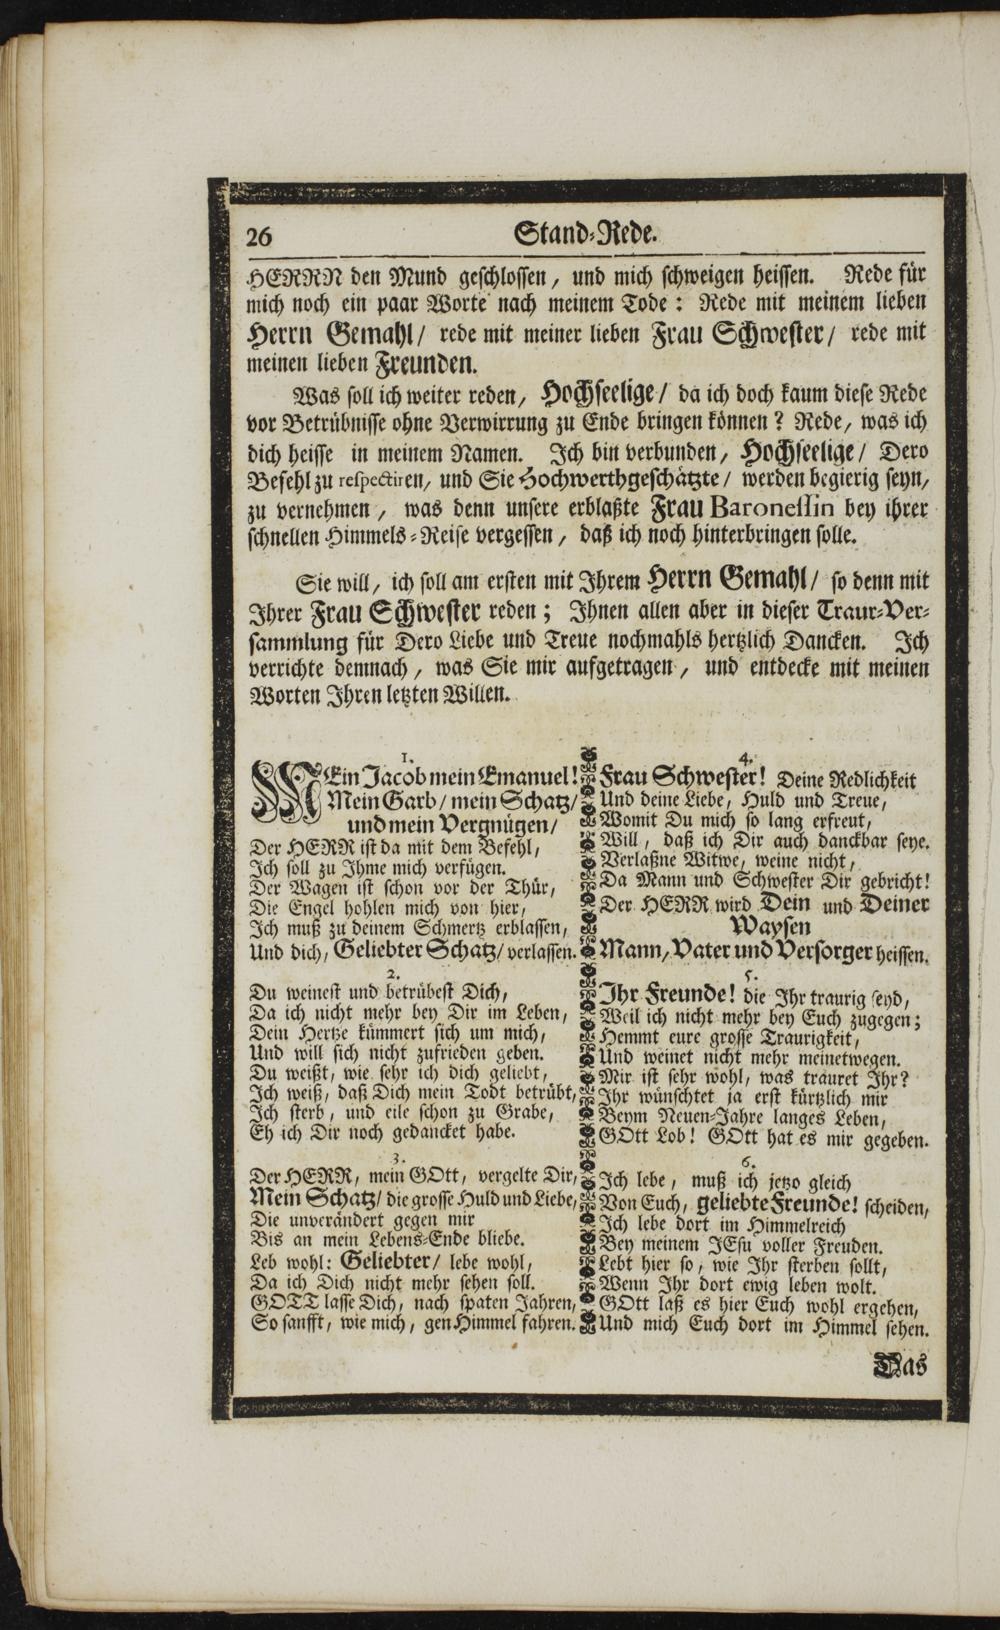 26
Stand-Rede.
HERRN den Mund geschlossen, und mich schweigen heissen. Rede für
mich noch ein paar Worte nach meinem Tode: Rede mit meinem lieben
Herrn Gemahl/ rede mit meiner lieben Frau Schwester/ rede mit
meinen lieben Freunden.
Was soll ich weiter reden, Hochseelige/ da ich doch kaum diese Rede
vor Betrübnisse ohne Verwirrung zu Ende bringen können? Rede, was ich
dich heisse in meinem Namen. Ich bin verbunden, Hochseelige/ Dero
Befehl zu respectiren, und Sie Hochwerthgeschätzte/ werden begierig seyn,
zu vernehmen, was denn unsere erblaßte Frau Baronessin bey ihrer
schnellen Himmels-Reise vergessen, daß ich noch hinterbringen solle.
Sie will, ich soll am ersten mit Ihrem Herrn Gemahl/ so denn mit
Ihrer Frau Schwester reden; Ihnen allen aber in dieser Traur-Ver-
sammlung für Dero Liebe und Treue nochmahls hertzlich Dancken. Ich
verrichte demnach, was Sie mir aufgetragen, und entdecke mit meinen
Worten Ihren letzten Willen.
1.
MEin Jacob mein Emanuel!
Mein Garb/ mein Schatz/
und mein Vergnügen/
Der HERR ist da mit dem Befehl,
Ich soll zu Ihme mich verfügen.
Der Wagen ist schon vor der Thür,
Die Engel hohlen mich von hier,
Ich muß zu deinem Schmertz erblassen,
Und dich, Geliebter Schatz/ verlassen.
2.
Du weinest und betrübest Dich,
Da ich nicht mehr bey Dir im Leben,
Dein Hertze kümmert sich um mich,
Und will sich nicht zufrieden geben.
Du weißt, wie sehr ich dich geliebt,
Ich weiß, daß Dich mein Todt betrübt,
Ich sterb, und eile schon zu Grabe,
Eh ich Dir noch gedancket habe.
3.
Der HERR, mein GOtt, vergelte Dir,
Mein Schatz/ die grosse Huld und Liebe,
Die unverändert gegen mir
Bis an mein Lebens-Ende bliebe.
Leb wohl: Geliebter/ lebe wohl,
Da ich Dich nicht mehr sehen soll.
GOTT lasse Dich, nach spaten Jahren,
So sanfft, wie mich, gen Himmel fahren.
4.
Frau Schwester! Deine Redlichkeit
Und deine Liebe, Huld und Treue,
Womit Du mich so lang erfreut,
Will, daß ich Dir auch danckbar seye.
Verlaßne Witwe, weine nicht,
Da Mann und Schwester Dir gebricht!
Der HERR wird Dein und Deiner
Waysen
Mann, Vater und Versorger heissen.
5.
Ihr Freunde! die Ihr traurig seyd,
Weil ich nicht mehr bey Euch zugegen;
Hemmt eure grosse Traurigkeit,
Und weinet nicht mehr meinetwegen.
Mir ist sehr wohl, was trauret Ihr?
Ihr wünschtet ja erst kürtzlich mir
Beym Neuen-Jahre langes Leben,
GOtt Lob! GOtt hat es mir gegeben.
6.
Ich lebe, muß ich jetzo gleich
Von Euch, geliebte Freunde! scheiden,
Ich lebe dort im Himmelreich
Bey meinem JEsu voller Freuden.
Lebt hier so, wie Ihr sterben sollt,
Wenn Ihr dort ewig leben wolt.
GOtt laß es hier Euch wohl ergehen,
Und mich Euch dort im Himmel sehen.
Das